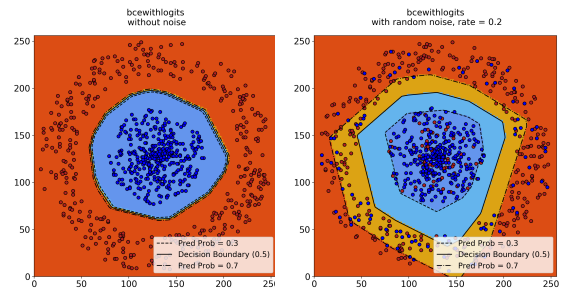 bcewithlogits
without noise
250
200
150
100
50
0
0
50
100
150
200
250
Pred Prob = 0.3
Decision Boundary (0.5)
Pred Prob = 0.7
bcewithlogits
with random noise, rate = 0.2
250
200
150
100
50
0
0
50
100
150
200
250
Pred Prob = 0.3
Decision Boundary (0.5)
Pred Prob = 0.7